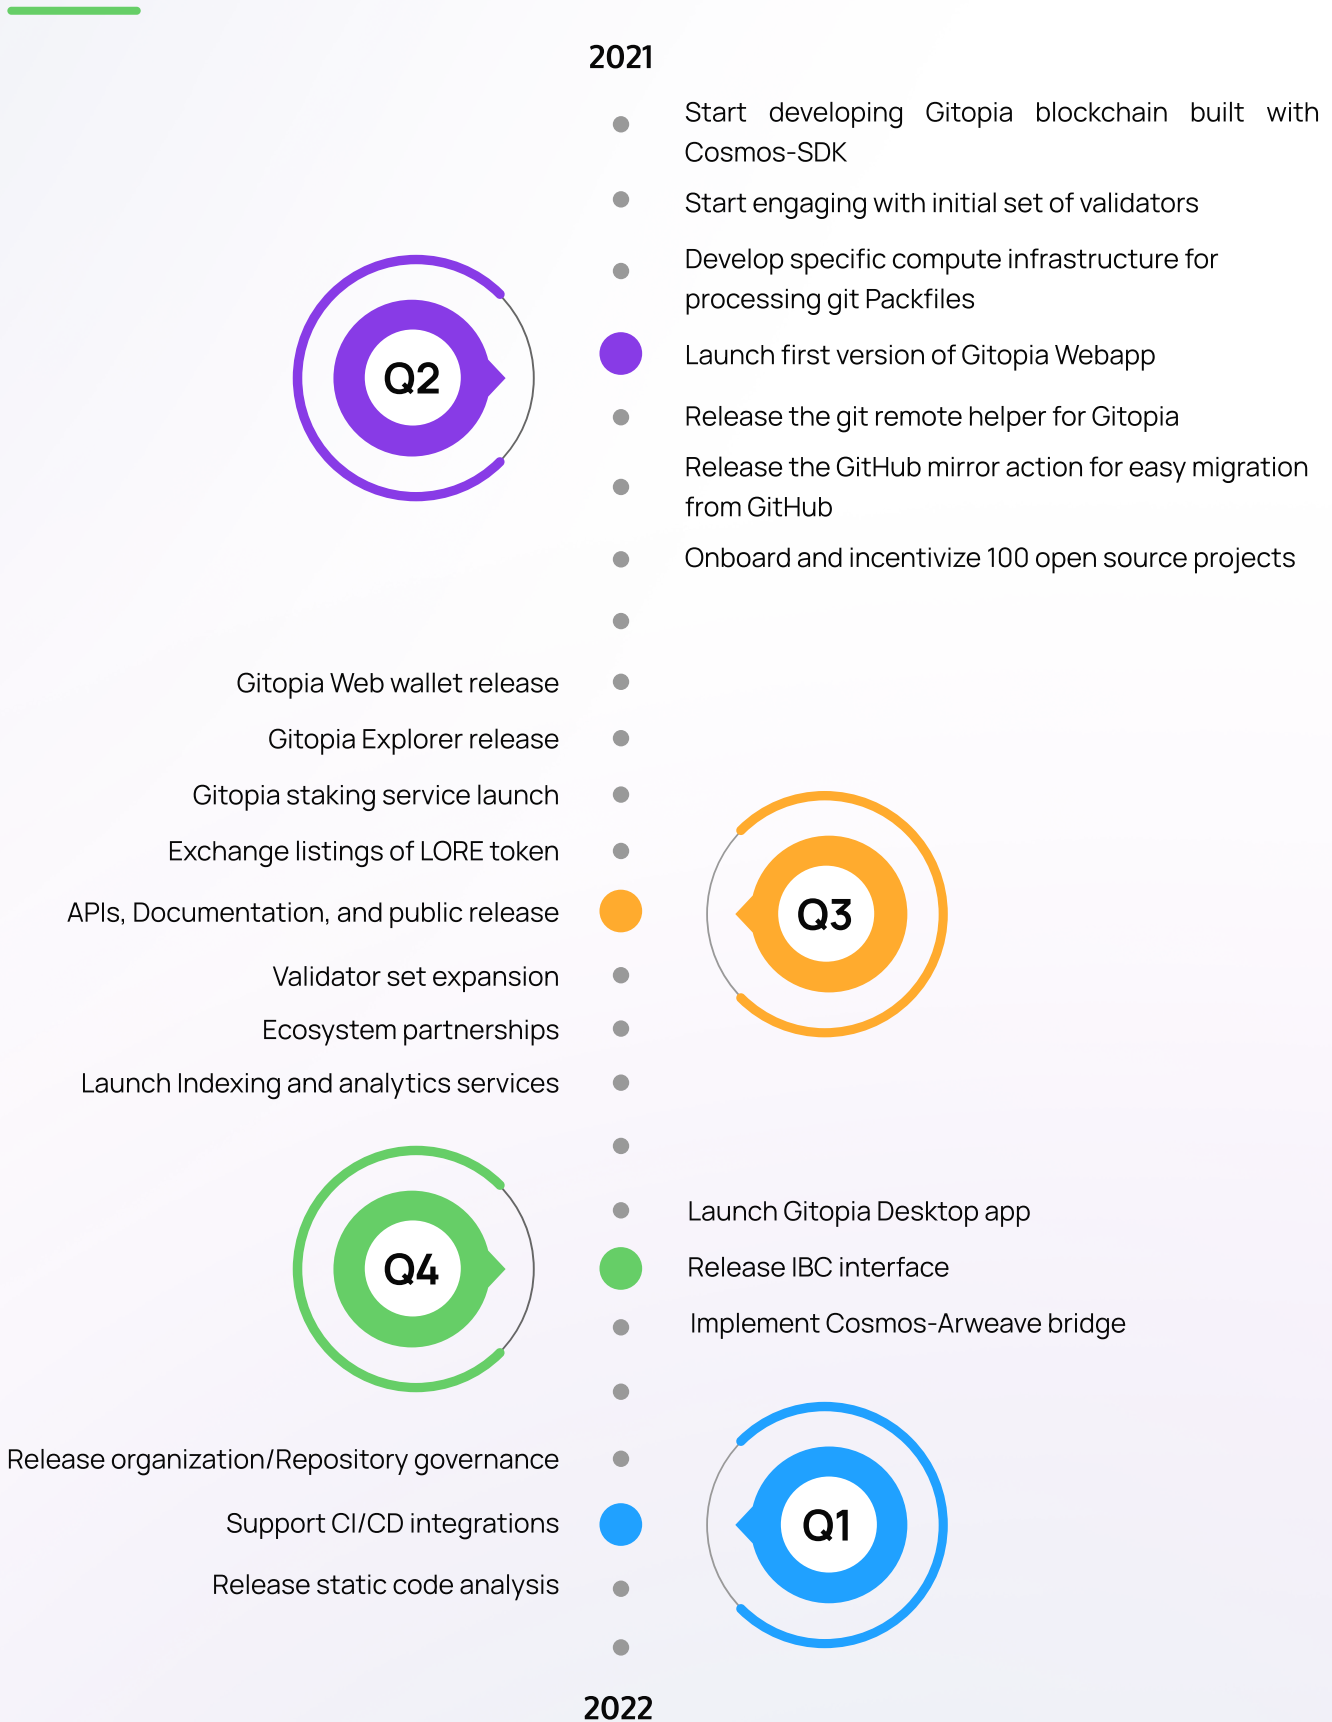 2021
Start developing Gitopia blockchain built with
Cosmos-SDK
Start engaging with initial set of validators
Develop specific compute infrastructure for
processing git Packfiles
Q2
Launch first version of Gitopia Webapp
Release the git remote helper for Gitopia
Release the GitHub mirror action for easy migration
from GitHub
Onboard and incentivize 100 open source projects
Gitopia Web wallet release
Gitopia Explorer release
Gitopia staking service launch
Exchange listings of LORE token
APIs, Documentation, and public release
Q3
Validator set expansion
Ecosystem partnerships
Launch Indexing and analytics services
Launch Gitopia Desktop app
Q4
Release IBC interface
Implement Cosmos-Arweave bridge
Release organization/Repository governance
Support CI/CD integrations
Q1
Release static code analysis
2022